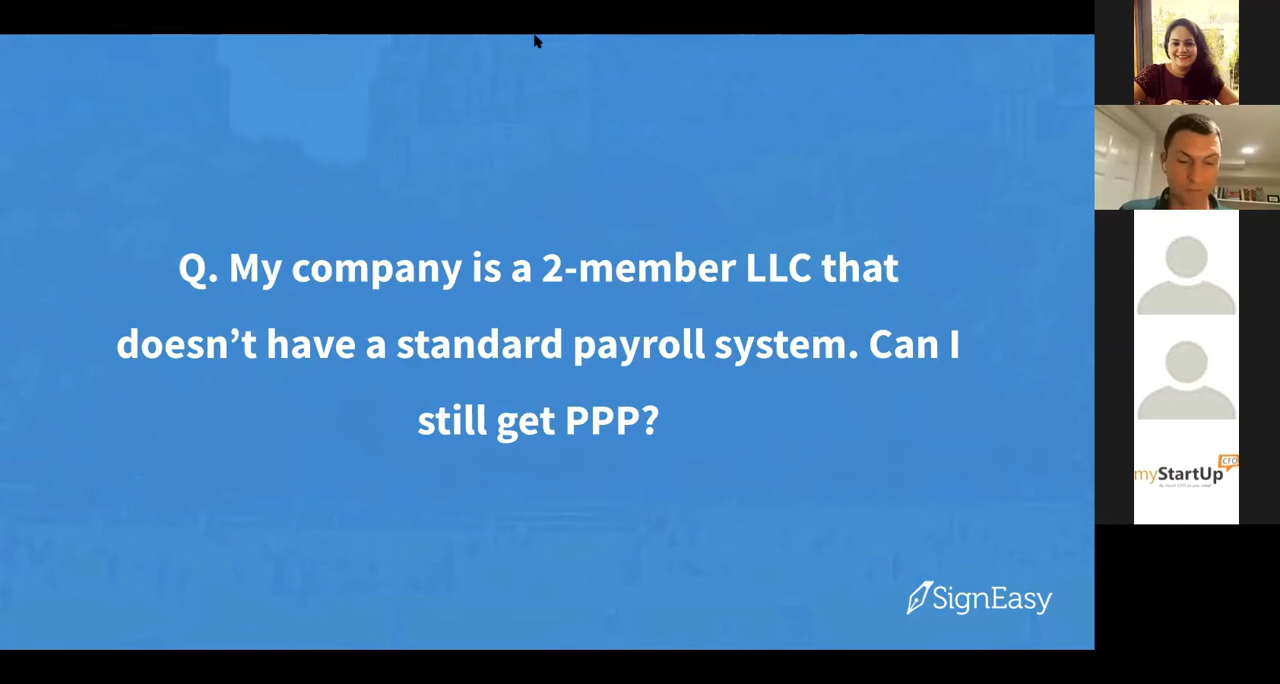 Q. My company is a 2-member LLC that
doesn’t have a standard payroll system. Can I
still get PPP?
SignEasy
CFO
myStartUp